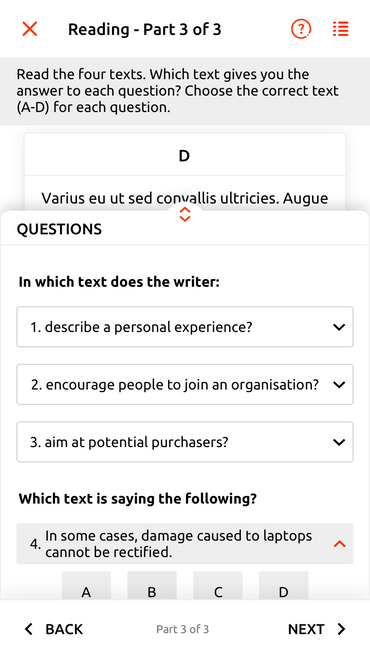 Reading - Part 3 of 3
?
Read the four texts. Which text gives you the
answer to each question? Choose the correct text
(A-D) for each question.
D
Varius eu ut sed convallis ultricies. Augue
QUESTIONS
In which text does the writer:
1. describe a personal experience?
2. encourage people to join an organisation?
3. aim at potential purchasers?
Which text is saying the following?
4. In some cases, damage caused to laptops
cannot be rectified.
A B C D
BACK Part 3 of 3 NEXT